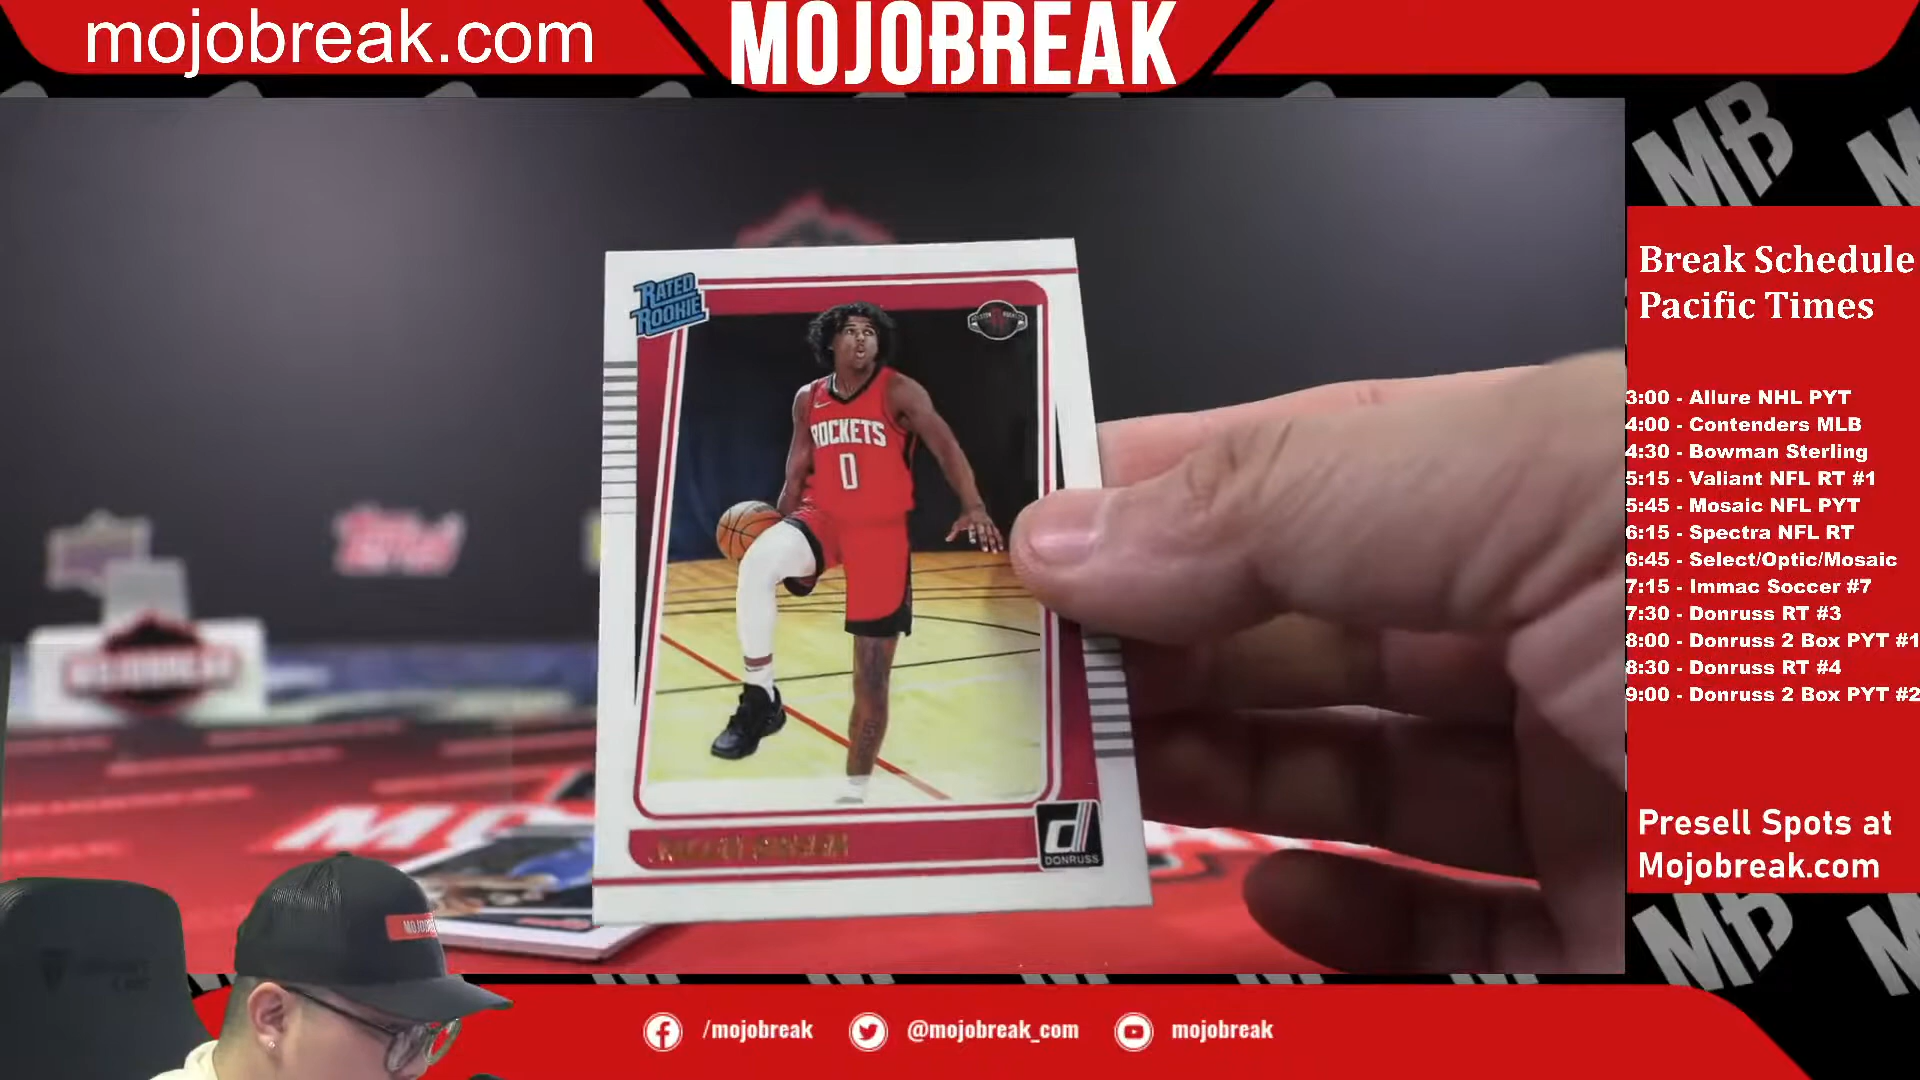 mojobreak.com
MOJOBREAK
MB
Break Schedule
Pacific Times
3:00 - Allure NHL PYT
4:00 - Contenders MLB
4:30 - Bowman Sterling
5:15 - Valiant NFL RT #1
5:45 - Mosaic NFL PYT
6:15 - Spectra NFL RT
6:45 - Select/Optic/Mosaic
7:15 - Immac Soccer #7
7:30 - Donruss RT #3
8:00 - Donruss 2 Box PYT #1
8:30 - Donruss RT #4
9:00 - Donruss 2 Box PYT #2
Presell Spots at
Mojobreak.com
MB
RATED
ROOKIE
ROCKETS
0
d
DONRUSS
topps
MOJOBREAK
/mojobreak
@mojobreak_com
mojobreak